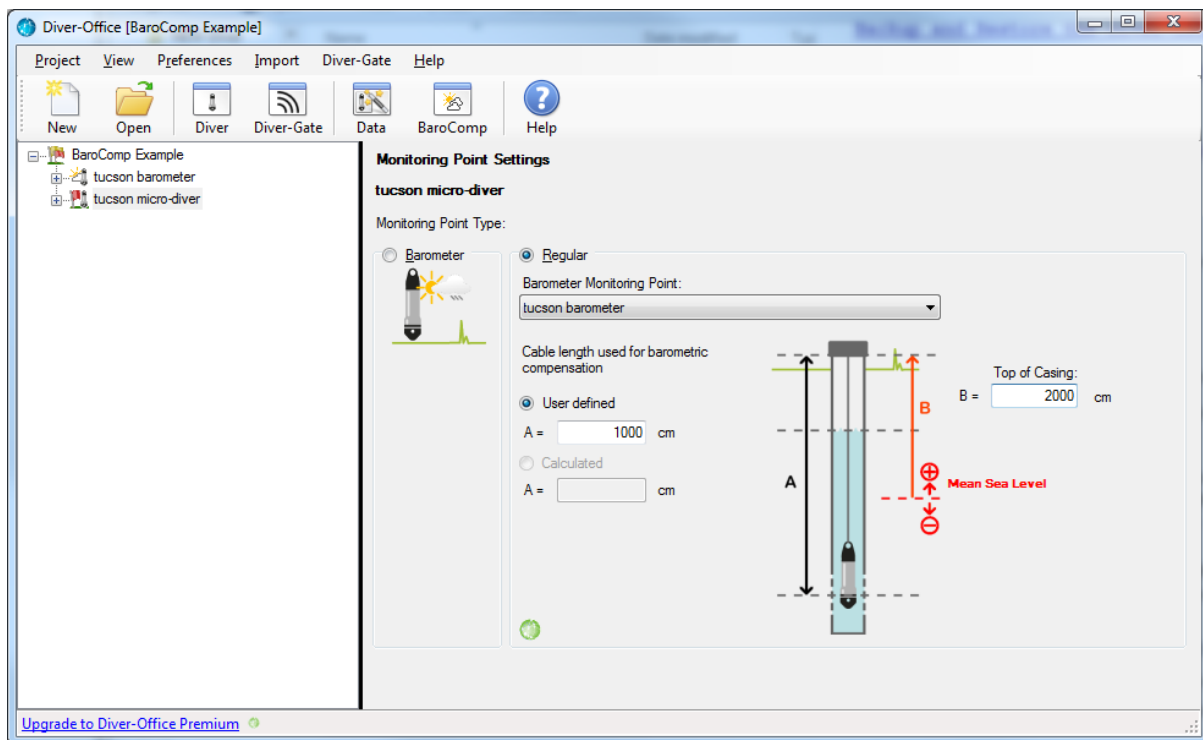 Diver-Office [BaroComp Example]
Project View Preferences Import Diver-Gate Help
New Open Diver Diver-Gate Data BaroComp Help
BaroComp Example
tucson barometer
tucson micro-diver
Monitoring Point Settings
tucson micro-diver
Monitoring Point Type:
Barometer
Regular
Barometer Monitoring Point:
tucson barometer
Cable length used for barometric
compensation
User defined
A = 1000 cm
Calculated
A = cm
A
B
Mean Sea Level
Top of Casing:
B = 2000 cm
Upgrade to Diver-Office Premium